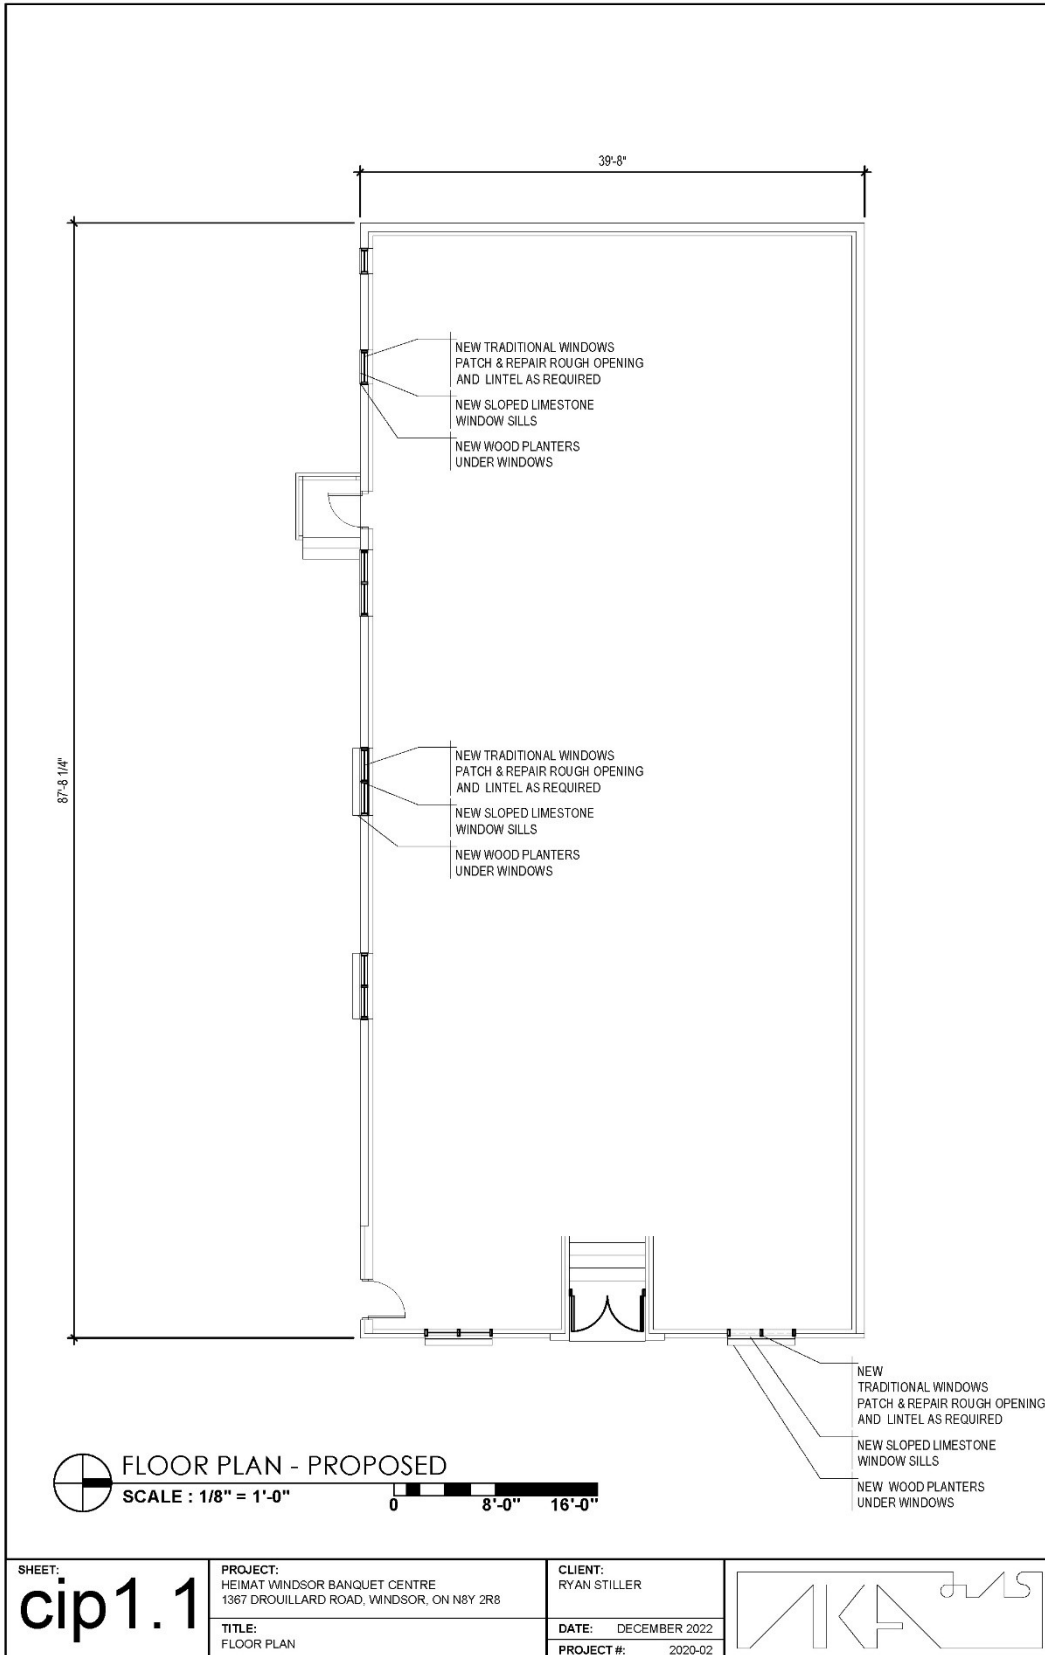 39'-8"
87'-8 1/4"
NEW TRADITIONAL WINDOWS
PATCH & REPAIR ROUGH OPENING
AND LINTEL AS REQUIRED
NEW SLOPED LIMESTONE
WINDOW SILLS
NEW WOOD PLANTERS
UNDER WINDOWS
NEW TRADITIONAL WINDOWS
PATCH & REPAIR ROUGH OPENING
AND LINTEL AS REQUIRED
NEW SLOPED LIMESTONE
WINDOW SILLS
NEW WOOD PLANTERS
UNDER WINDOWS
NEW
TRADITIONAL WINDOWS
PATCH & REPAIR ROUGH OPENING
AND LINTEL AS REQUIRED
NEW SLOPED LIMESTONE
WINDOW SILLS
NEW WOOD PLANTERS
UNDER WINDOWS
FLOOR PLAN - PROPOSED
SCALE : 1/8" = 1'-0"
0 8'-0" 16'-0"
SHEET:
cip1.1
PROJECT:
HEIMAT WINDSOR BANQUET CENTRE
1367 DROUILLARD ROAD, WINDSOR, ON N8Y 2R8
TITLE:
FLOOR PLAN
CLIENT:
RYAN STILLER
DATE: DECEMBER 2022
PROJECT #: 2020-02